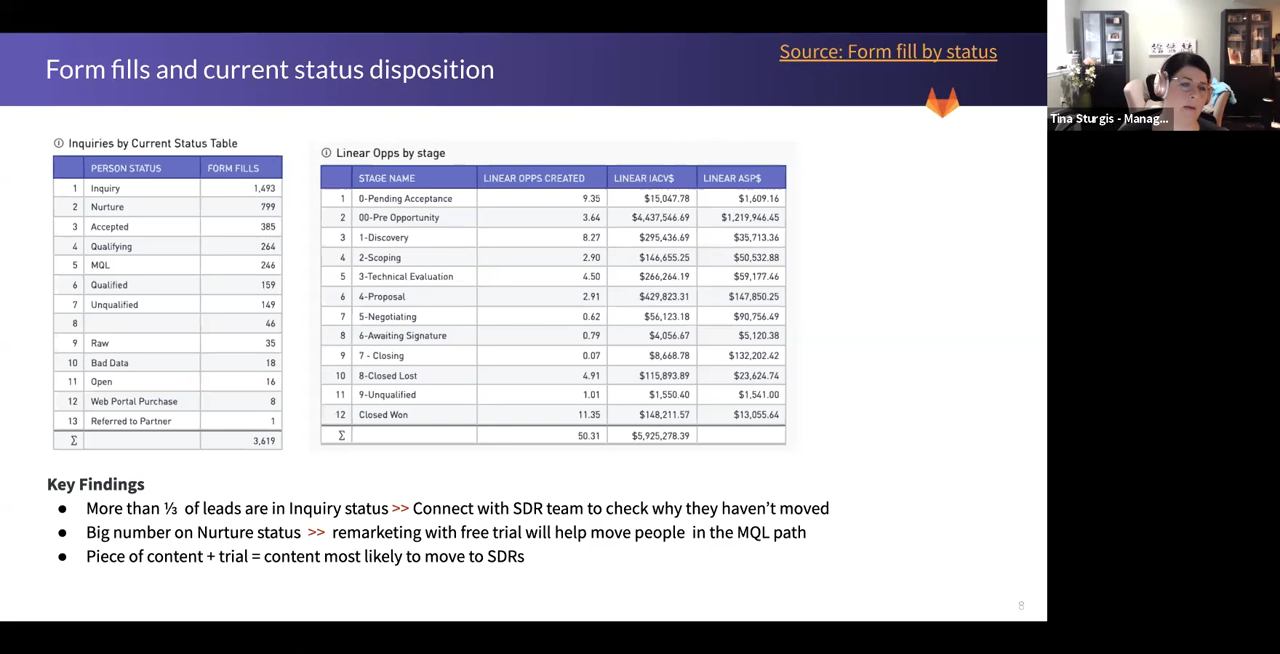 Form fills and current status disposition
Source: Form fill by status
Tina Sturgis - Manag...
Inquiries by Current Status Table
PERSON STATUS FORM FILLS
1 Inquiry 1,493
2 Nurture 799
3 Accepted 385
4 Qualifying 264
5 MQL 246
6 Qualified 159
7 Unqualified 149
8 46
9 Raw 35
10 Bad Data 18
11 Open 16
12 Web Portal Purchase 8
13 Referred to Partner 1
Σ 3,619
Linear Opps by stage
STAGE NAME LINEAR OPPS CREATED LINEAR IACV$ LINEAR ASP$
1 0-Pending Acceptance 9.35 $15,047.78 $1,609.16
2 00-Pre Opportunity 3.64 $4,437,546.69 $1,219,946.45
3 1-Discovery 8.27 $295,436.69 $35,713.36
4 2-Scoping 2.90 $146,655.25 $50,532.88
5 3-Technical Evaluation 4.50 $266,264.19 $59,177.46
6 4-Proposal 2.91 $429,823.31 $147,850.25
7 5-Negotiating 0.62 $56,123.18 $90,756.49
8 6-Awaiting Signature 0.79 $4,056.67 $5,120.38
9 7 - Closing 0.07 $8,668.78 $132,202.42
10 8-Closed Lost 4.91 $115,893.89 $23,624.74
11 9-Unqualified 1.01 $1,550.40 $1,541.00
12 Closed Won 11.35 $148,211.57 $13,055.64
Σ 50.31 $5,925,278.39
Key Findings
● More than ⅓ of leads are in Inquiry status >> Connect with SDR team to check why they haven't moved
● Big number on Nurture status >> remarketing with free trial will help move people in the MQL path
● Piece of content + trial = content most likely to move to SDRs
8